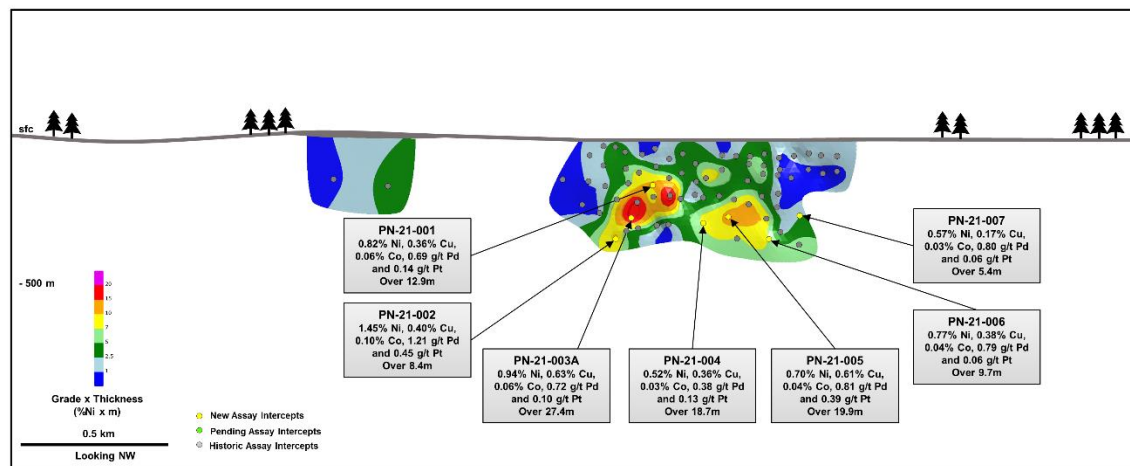 sfc
- 500 m
20
15
10
7
5
2.5
1
Grade x Thickness
(%Ni x m)
0.5 km
Looking NW
New Assay Intercepts
Pending Assay Intercepts
Historic Assay Intercepts
PN-21-001
0.82% Ni, 0.36% Cu,
0.06% Co, 0.69 g/t Pd
and 0.14 g/t Pt
Over 12.9m
PN-21-002
1.45% Ni, 0.40% Cu,
0.10% Co, 1.21 g/t Pd
and 0.45 g/t Pt
Over 8.4m
PN-21-003A
0.94% Ni, 0.63% Cu,
0.06% Co, 0.72 g/t Pd
and 0.10 g/t Pt
Over 27.4m
PN-21-004
0.52% Ni, 0.36% Cu,
0.03% Co, 0.38 g/t Pd
and 0.13 g/t Pt
Over 18.7m
PN-21-005
0.70% Ni, 0.61% Cu,
0.04% Co, 0.81 g/t Pd
and 0.39 g/t Pt
Over 19.9m
PN-21-007
0.57% Ni, 0.17% Cu,
0.03% Co, 0.80 g/t Pd
and 0.06 g/t Pt
Over 5.4m
PN-21-006
0.77% Ni, 0.38% Cu,
0.04% Co, 0.79 g/t Pd
and 0.06 g/t Pt
Over 9.7m